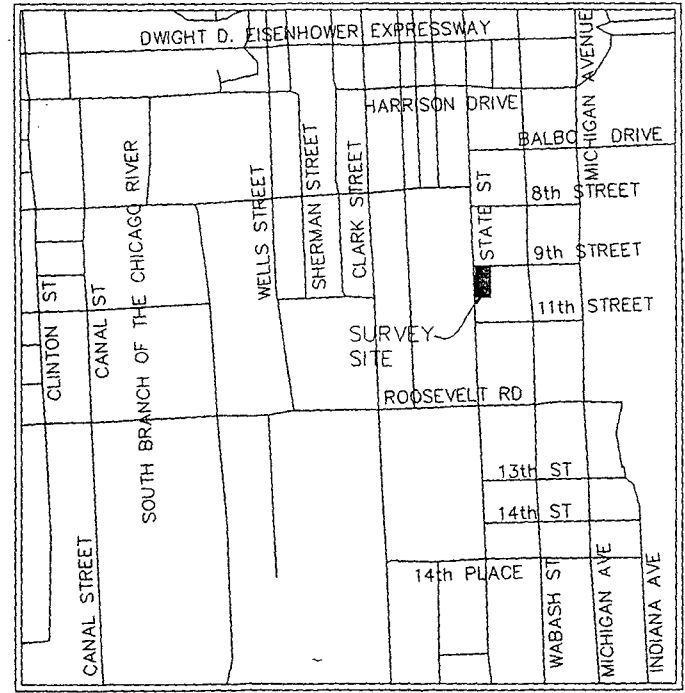 DWIGHT D. EISENHOWER EXPRESSWAY
MICHIGAN AVENUE
HARRISON DRIVE
BALBO DRIVE
SOUTH BRANCH OF THE CHICAGO RIVER
WELLS STREET
SHERMAN STREET
CLARK STREET
STATE ST
8th STREET
9th STREET
11th STREET
CLINTON ST
CANAL ST
SURVEY
SITE
ROOSEVELT RD
13th ST
14th ST
14th PLACE
CANAL STREET
WABASH ST
MICHIGAN AVE
INDIANA AVE